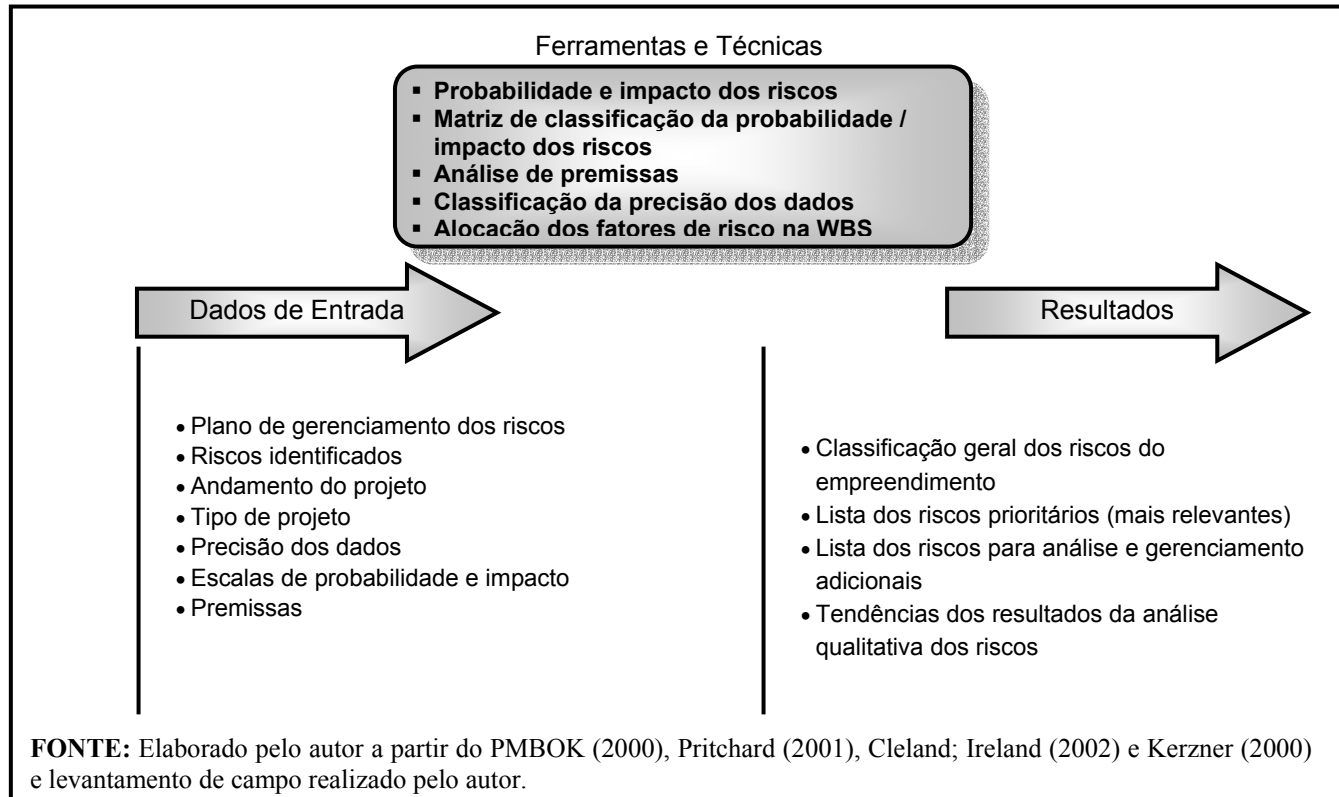 Ferramentas e Técnicas
▪ Probabilidade e impacto dos riscos
▪ Matriz de classificação da probabilidade /
impacto dos riscos
▪ Análise de premissas
▪ Classificação da precisão dos dados
▪ Alocação dos fatores de risco na WBS
Dados de Entrada
Resultados
• Plano de gerenciamento dos riscos
• Riscos identificados
• Andamento do projeto
• Tipo de projeto
• Precisão dos dados
• Escalas de probabilidade e impacto
• Premissas
• Classificação geral dos riscos do
empreendimento
• Lista dos riscos prioritários (mais relevantes)
• Lista dos riscos para análise e gerenciamento
adicionais
• Tendências dos resultados da análise
qualitativa dos riscos
FONTE: Elaborado pelo autor a partir do PMBOK (2000), Pritchard (2001), Cleland; Ireland (2002) e Kerzner (2000)
e levantamento de campo realizado pelo autor.